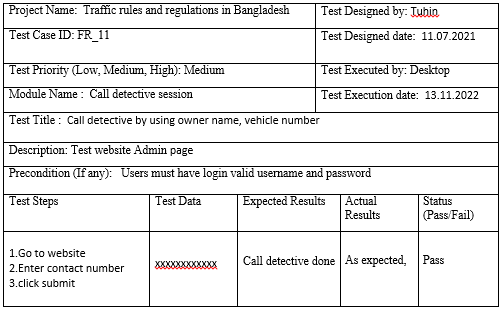 Project Name: Traffic rules and regulations in Bangladesh
Test Designed by: Tuhin
Test Case ID: FR_11
Test Designed date: 11.07.2021
Test Priority (Low, Medium, High): Medium
Test Executed by: Desktop
Module Name : Call detective session
Test Execution date: 13.11.2022
Test Title : Call detective by using owner name, vehicle number
Description: Test website Admin page
Precondition (If any): Users must have login valid username and password
Test Steps
Test Data
Expected Results
Actual
Results
Status
(Pass/Fail)
1.Go to website
2.Enter contact number
3.click submit
xxxxxxxxxxxx
Call detective done
As expected,
Pass